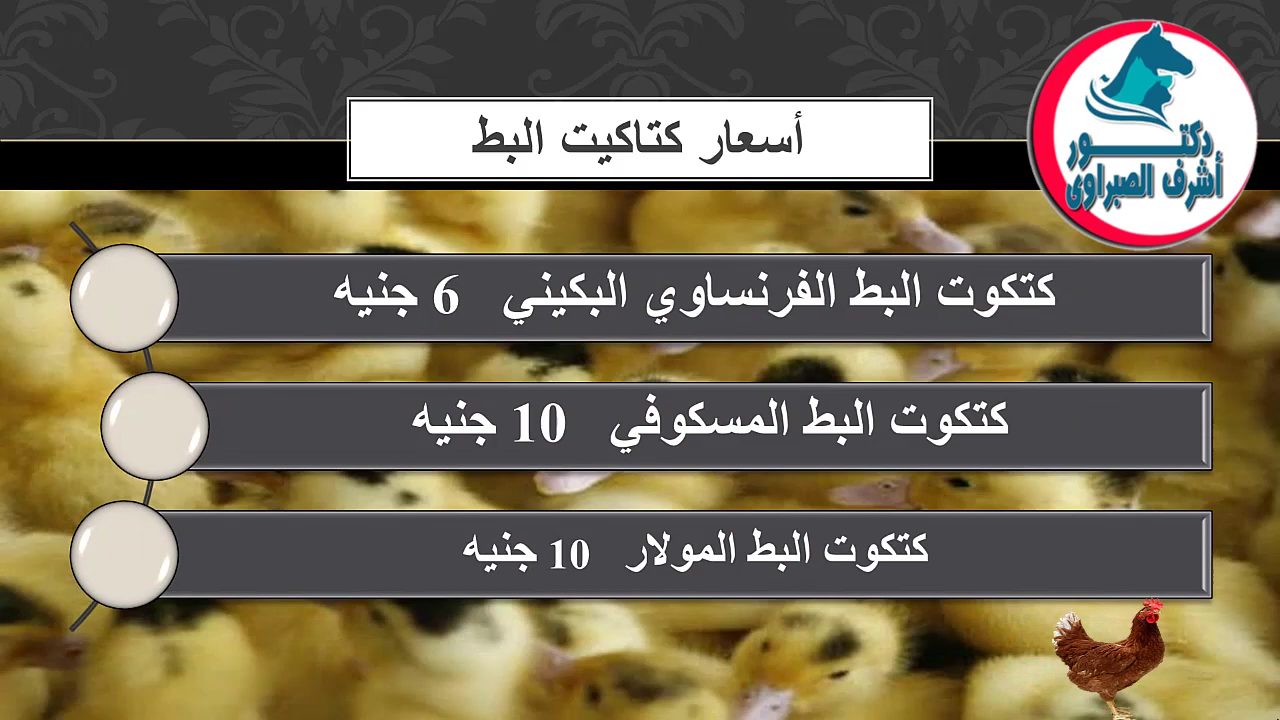 أسعار كتاكيت البط
دكتــــور
أشرف الصبراوى
كتكوت البط الفرنساوي البكيني 6 جنيه
كتكوت البط المسكوفي 10 جنيه
كتكوت البط المولار 10 جنيه